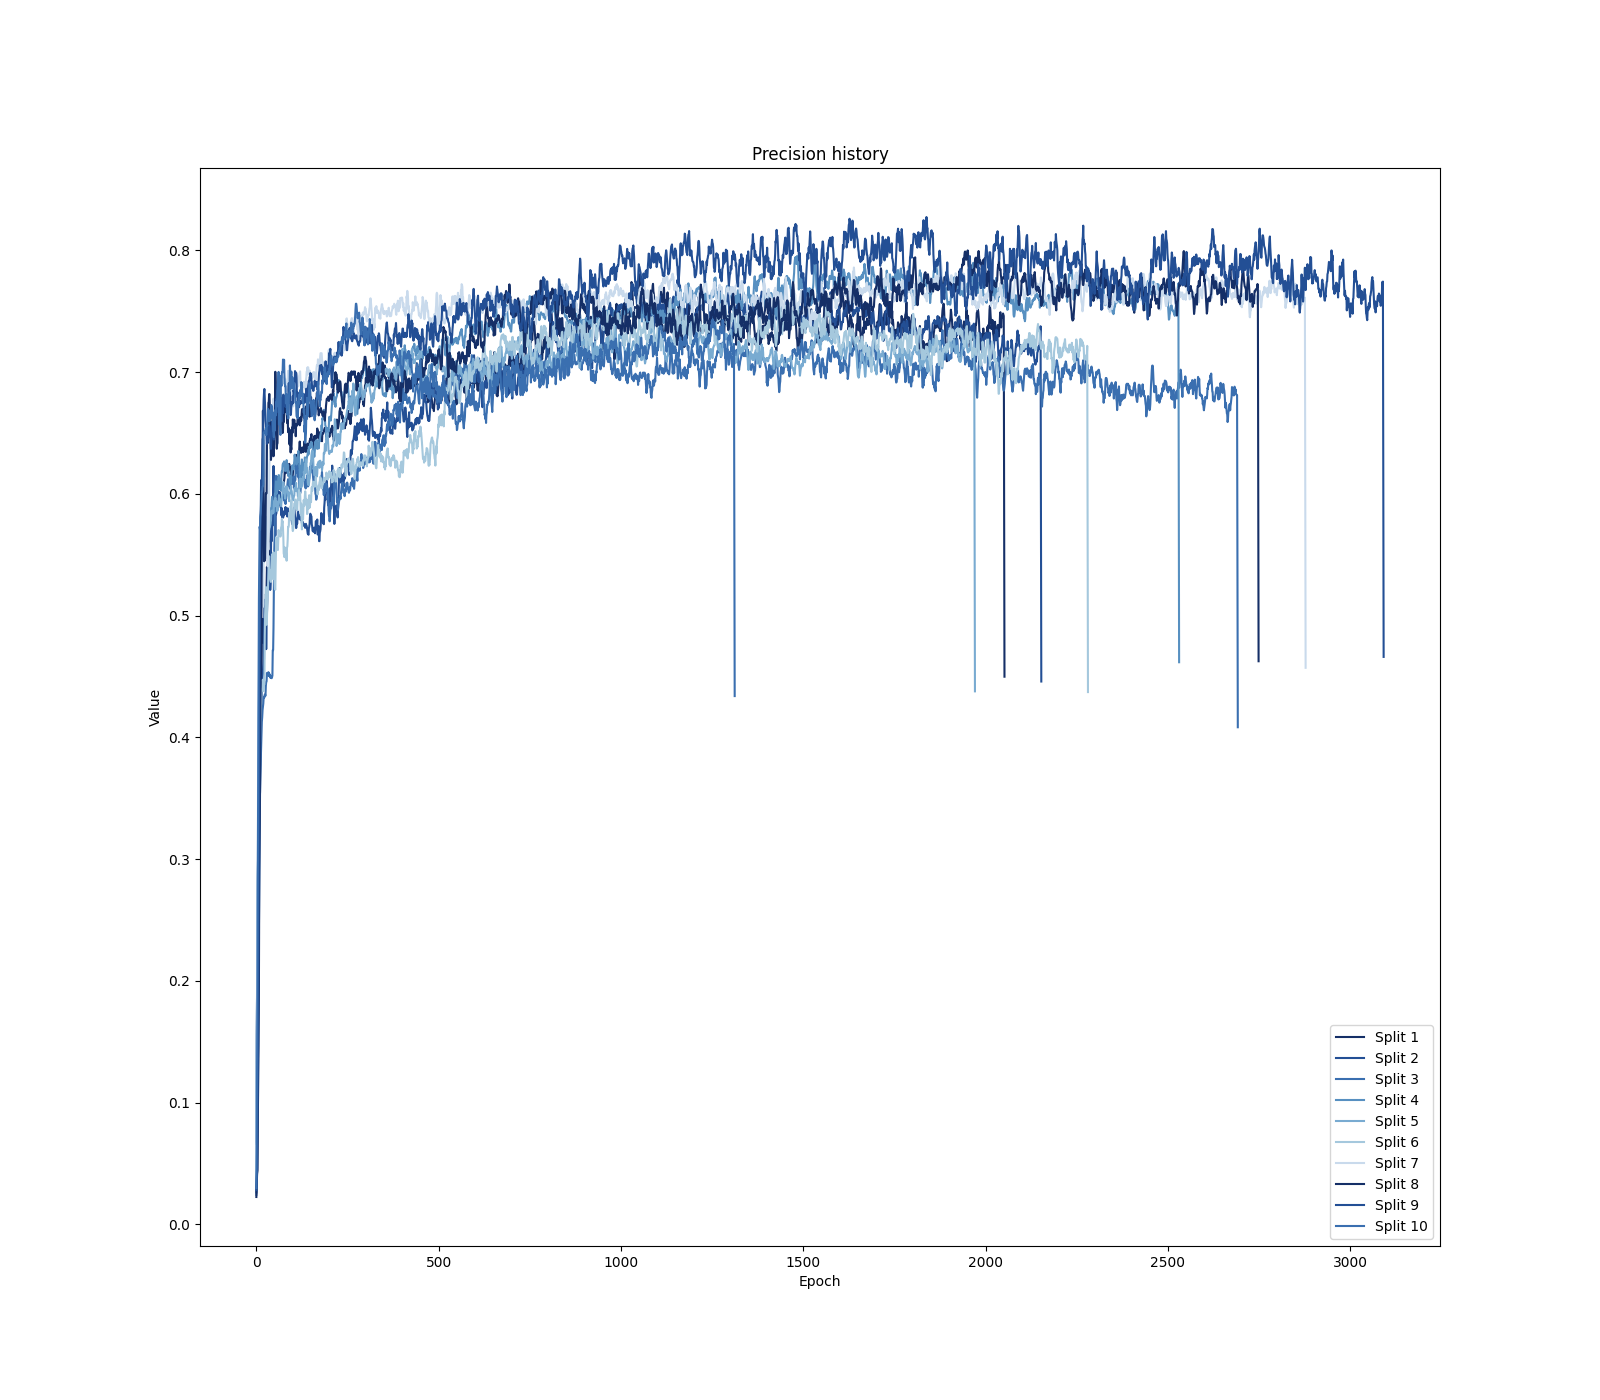 Precision history
Value
0.8
0.7
0.6
0.5
0.4
0.3
0.2
0.1
0.0
0
500
1000
1500
2000
2500
3000
Epoch
Split 1
Split 2
Split 3
Split 4
Split 5
Split 6
Split 7
Split 8
Split 9
Split 10